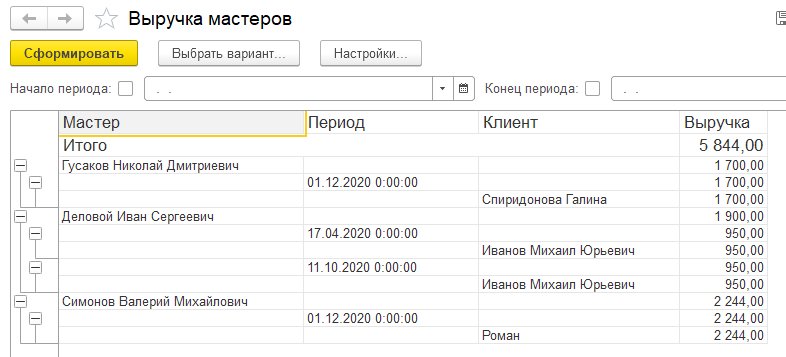 Выручка мастеров
Сформировать Выбрать вариант... Настройки...
Начало периода: . . Конец периода: . .
Мастер Период Клиент Выручка
Итого 5 844,00
Гусаков Николай Дмитриевич 1 700,00
01.12.2020 0:00:00 1 700,00
Спиридонова Галина 1 700,00
Деловой Иван Сергеевич 1 900,00
17.04.2020 0:00:00 950,00
Иванов Михаил Юрьевич 950,00
11.10.2020 0:00:00 950,00
Иванов Михаил Юрьевич 950,00
Симонов Валерий Михайлович 2 244,00
01.12.2020 0:00:00 2 244,00
Роман 2 244,00